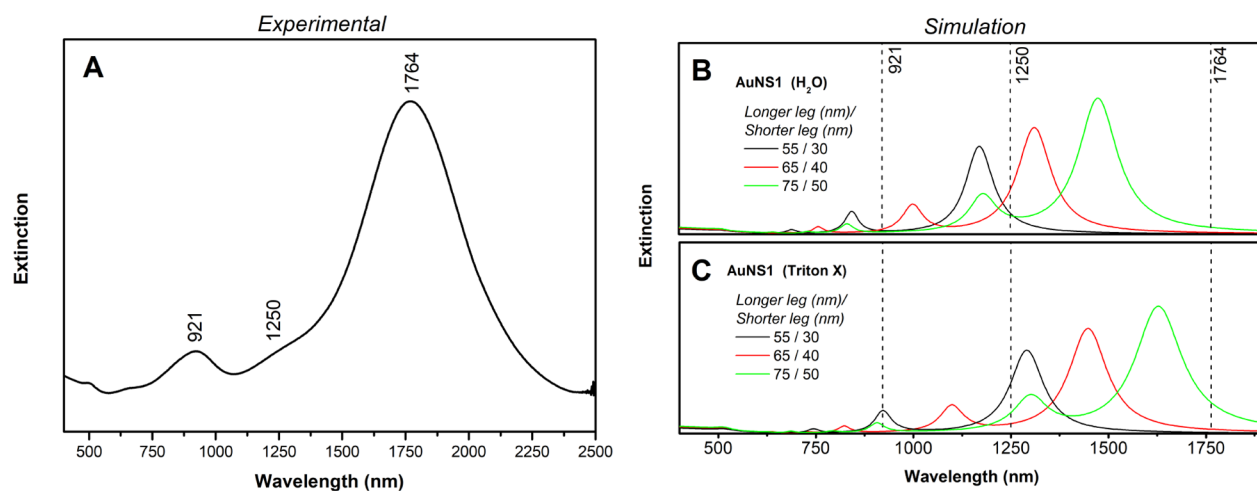 Experimental
A
1764
921
1250
Extinction
500 750 1000 1250 1500 1750 2000 2250 2500
Wavelength (nm)
Simulation
B
AuNS1 (H₂O)
Longer leg (nm)/
Shorter leg (nm)
55 / 30
65 / 40
75 / 50
921
1250
1764
Extinction
C
AuNS1 (Triton X)
Longer leg (nm)/
Shorter leg (nm)
55 / 30
65 / 40
75 / 50
500 750 1000 1250 1500 1750
Wavelength (nm)